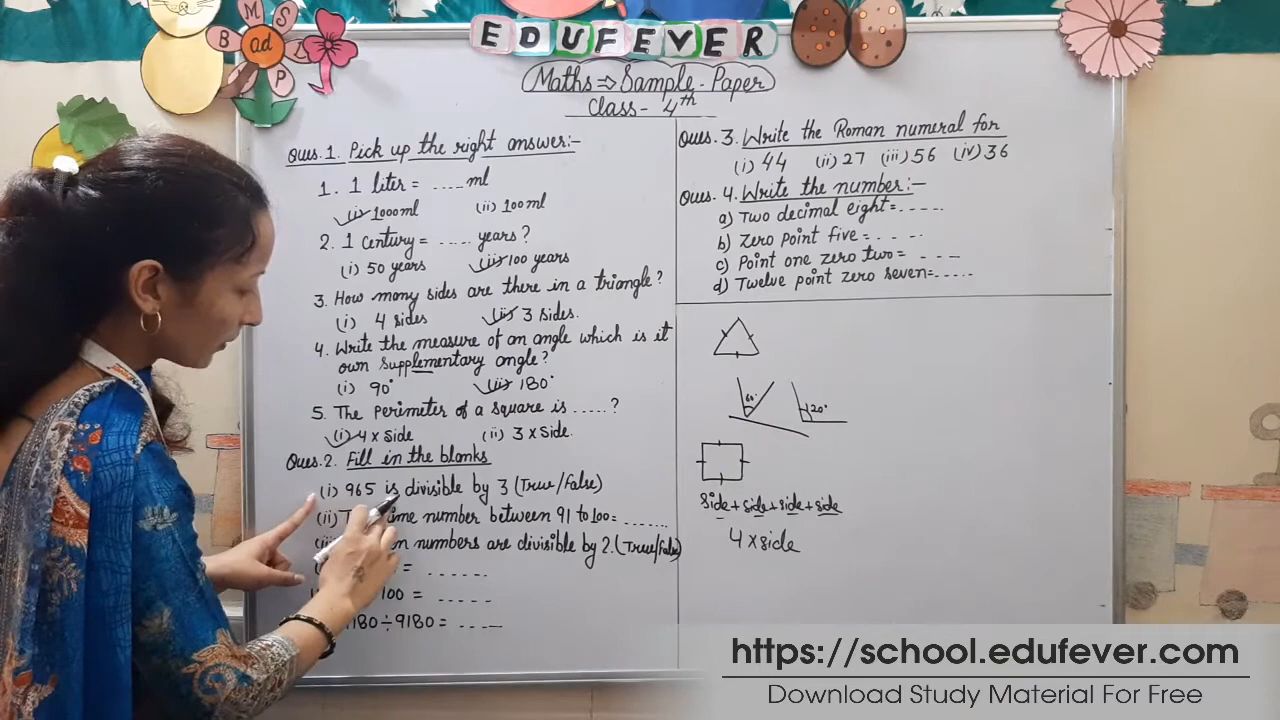 B
M
S
P
ad
EDUFEVER
Maths ⇒ Sample-Paper
Class - 4th
Ques. 1. Pick up the right answer:-
1. 1 liter = .... ml
(i) 1000ml (ii) 100ml
2. 1 Century = ..... years?
(i) 50 years (ii) 100 years
3. How many sides are there in a triangle?
(i) 4 sides (ii) 3 sides.
4. Write the measure of an angle which is it
own supplementary angle?
(i) 90° (ii) 180°
5. The perimeter of a square is .....?
(i) 4 x side (ii) 3 x side.
Ques. 2. Fill in the blanks
(i) 965 is divisible by 3 (True/False)
(ii) number between 91 to 100 = ......
numbers are divisible by 2. (True/False)
= ......
100 = .....
180÷9180 = ....
Ques. 3. Write the Roman numeral for
(i) 44 (ii) 27 (iii) 56 (iv) 36
Ques. 4. Write the number:-
a) Two decimal eight = .....
b) Zero point five = .....
c) Point one zero two = ....
d) Twelve point zero seven = .....
60° 120°
side + side + side + side
4 x side
https://school.edufever.com
Download Study Material For Free